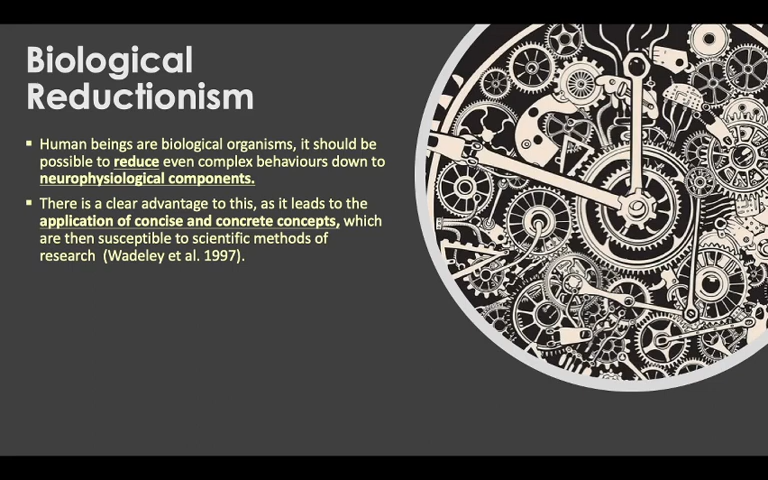 Biological
Reductionism
▪ Human beings are biological organisms, it should be
possible to reduce even complex behaviours down to
neurophysiological components.
▪ There is a clear advantage to this, as it leads to the
application of concise and concrete concepts, which
are then susceptible to scientific methods of
research (Wadeley et al. 1997).